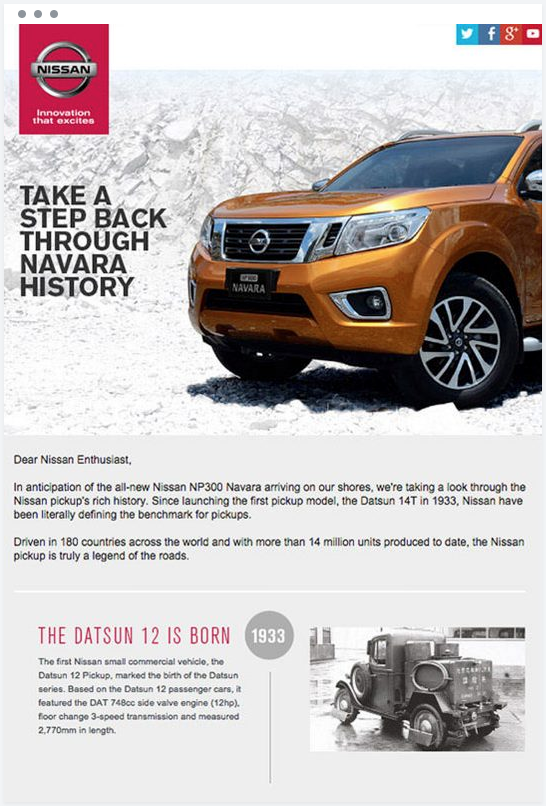 NISSAN
Innovation
that excites
8+
TAKE A
STEP BACK
THROUGH
NAVARA
HISTORY
NP300
NAVARA
Dear Nissan Enthusiast,
In anticipation of the all-new Nissan NP300 Navara arriving on our shores, we're taking a look through the
Nissan pickup's rich history. Since launching the first pickup model, the Datsun 14T in 1933, Nissan have
been literally defining the benchmark for pickups.
Driven in 180 countries across the world and with more than 14 million units produced to date, the Nissan
pickup is truly a legend of the roads.
THE DATSUN 12 IS BORN
1933
The first Nissan small commercial vehicle, the
Datsun 12 Pickup, marked the birth of the Datsun
series. Based on the Datsun 12 passenger cars, it
featured the DAT 748cc side valve engine (12hp),
floor change 3-speed transmission and measured
2,770mm in length.